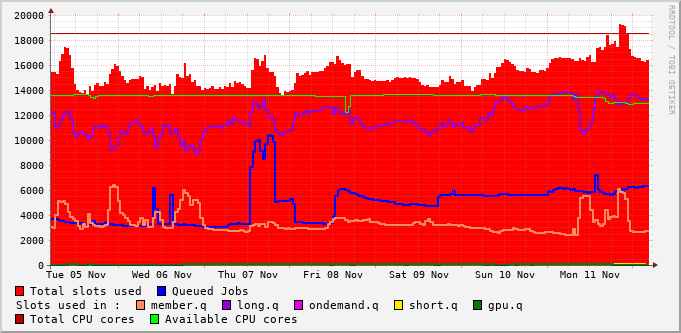 20000
18000
16000
14000
12000
10000
8000
6000
4000
2000
0
Tue 05 Nov Wed 06 Nov Thu 07 Nov Fri 08 Nov Sat 09 Nov Sun 10 Nov Mon 11 Nov
RRDTOOL / TOBI OETIKER
Total slots used Queued Jobs
Slots used in : member.q long.q ondemand.q short.q gpu.q
Total CPU cores Available CPU cores